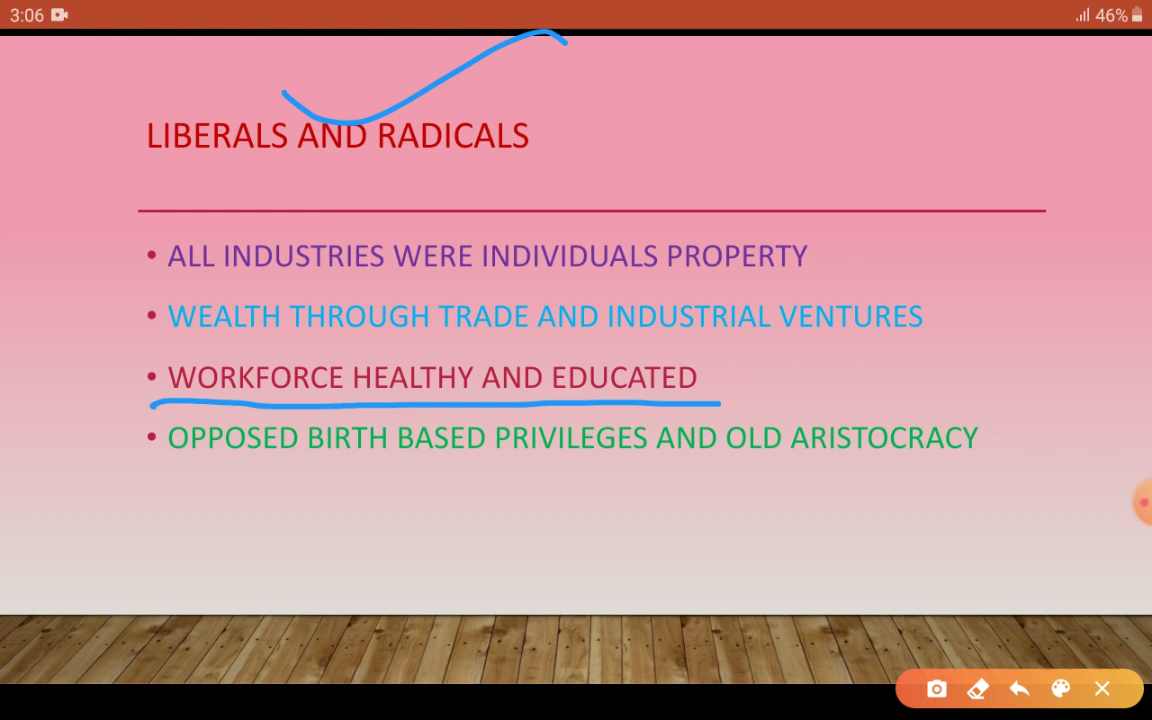 3:06
46%
LIBERALS AND RADICALS
• ALL INDUSTRIES WERE INDIVIDUALS PROPERTY
• WEALTH THROUGH TRADE AND INDUSTRIAL VENTURES
• WORKFORCE HEALTHY AND EDUCATED
• OPPOSED BIRTH BASED PRIVILEGES AND OLD ARISTOCRACY